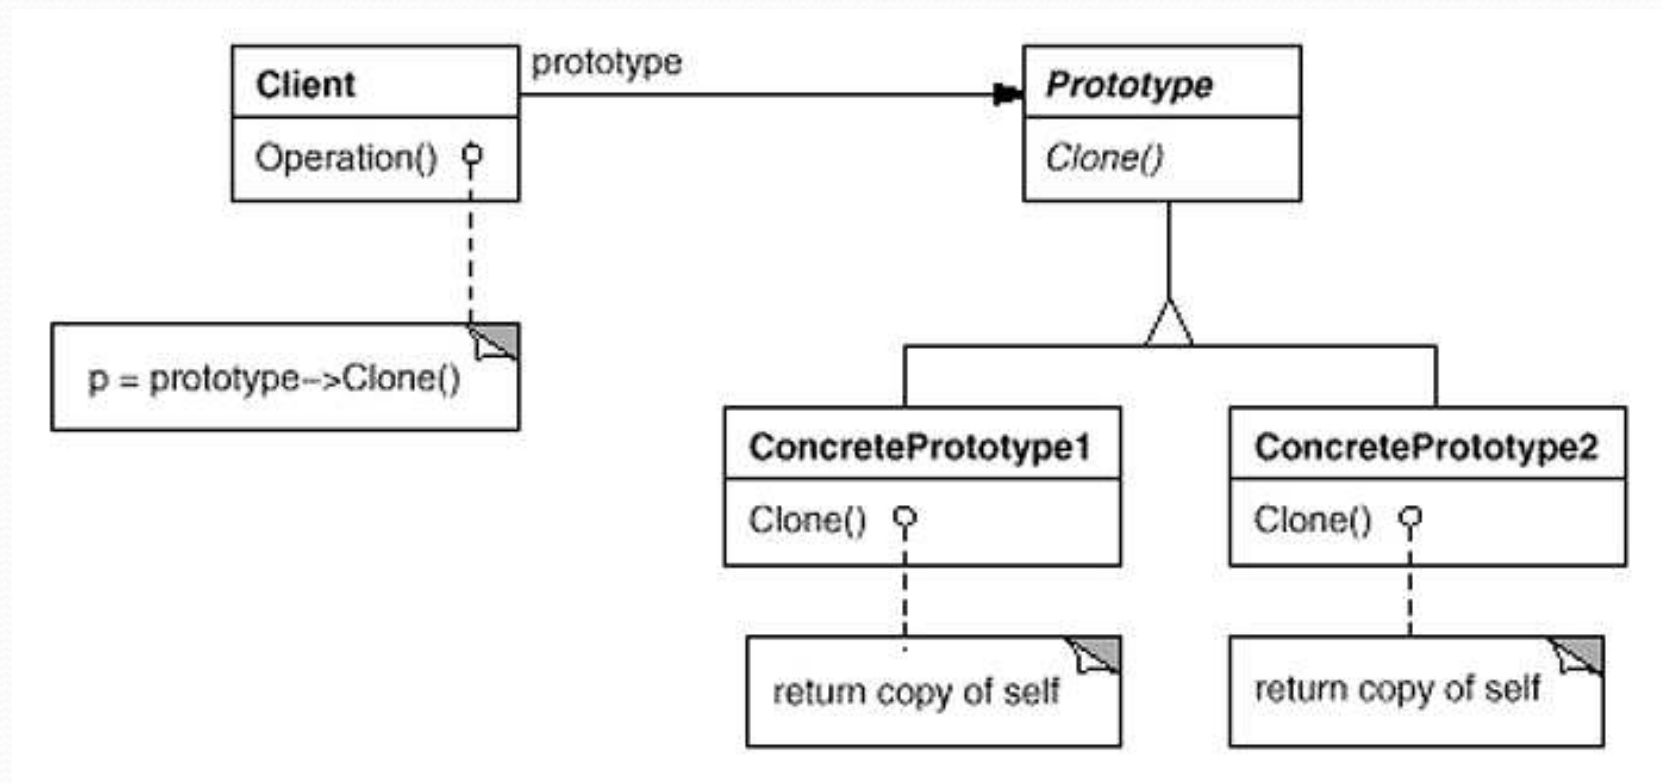 Client
prototype
Prototype
Operation()
Clone()
p = prototype–>Clone()
ConcretePrototype1
ConcretePrototype2
Clone()
Clone()
return copy of self
return copy of self